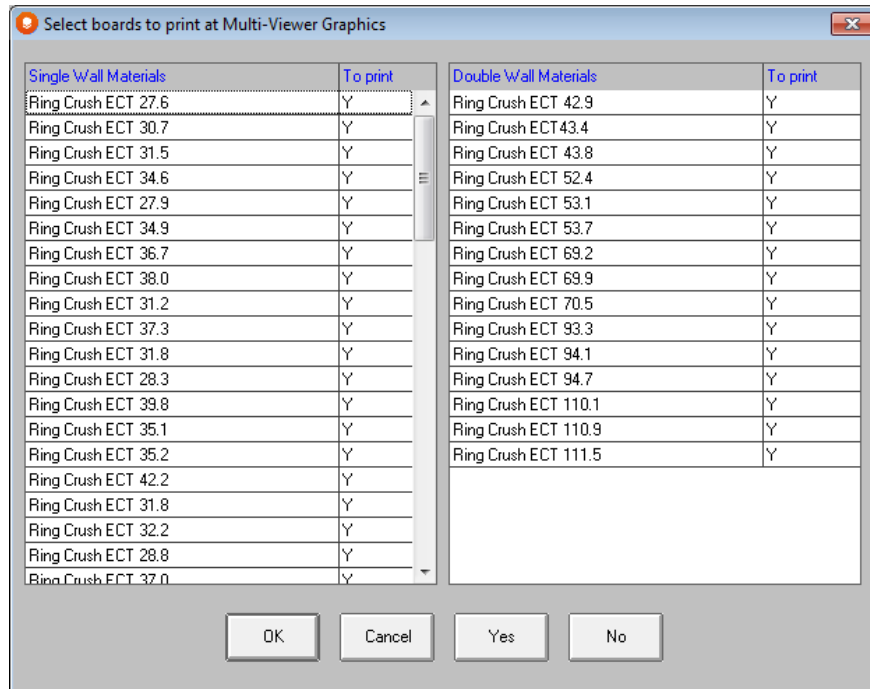 Select boards to print at Multi-Viewer Graphics
Single Wall Materials To print
Ring Crush ECT 27.6 Y
Ring Crush ECT 30.7 Y
Ring Crush ECT 31.5 Y
Ring Crush ECT 34.6 Y
Ring Crush ECT 27.9 Y
Ring Crush ECT 34.9 Y
Ring Crush ECT 36.7 Y
Ring Crush ECT 38.0 Y
Ring Crush ECT 31.2 Y
Ring Crush ECT 37.3 Y
Ring Crush ECT 31.8 Y
Ring Crush ECT 28.3 Y
Ring Crush ECT 39.8 Y
Ring Crush ECT 35.1 Y
Ring Crush ECT 35.2 Y
Ring Crush ECT 42.2 Y
Ring Crush ECT 31.8 Y
Ring Crush ECT 32.2 Y
Ring Crush ECT 28.8 Y
Ring Crush ECT 37.0 Y
Double Wall Materials To print
Ring Crush ECT 42.9 Y
Ring Crush ECT43.4 Y
Ring Crush ECT 43.8 Y
Ring Crush ECT 52.4 Y
Ring Crush ECT 53.1 Y
Ring Crush ECT 53.7 Y
Ring Crush ECT 69.2 Y
Ring Crush ECT 69.9 Y
Ring Crush ECT 70.5 Y
Ring Crush ECT 93.3 Y
Ring Crush ECT 94.1 Y
Ring Crush ECT 94.7 Y
Ring Crush ECT 110.1 Y
Ring Crush ECT 110.9 Y
Ring Crush ECT 111.5 Y
OK Cancel Yes No